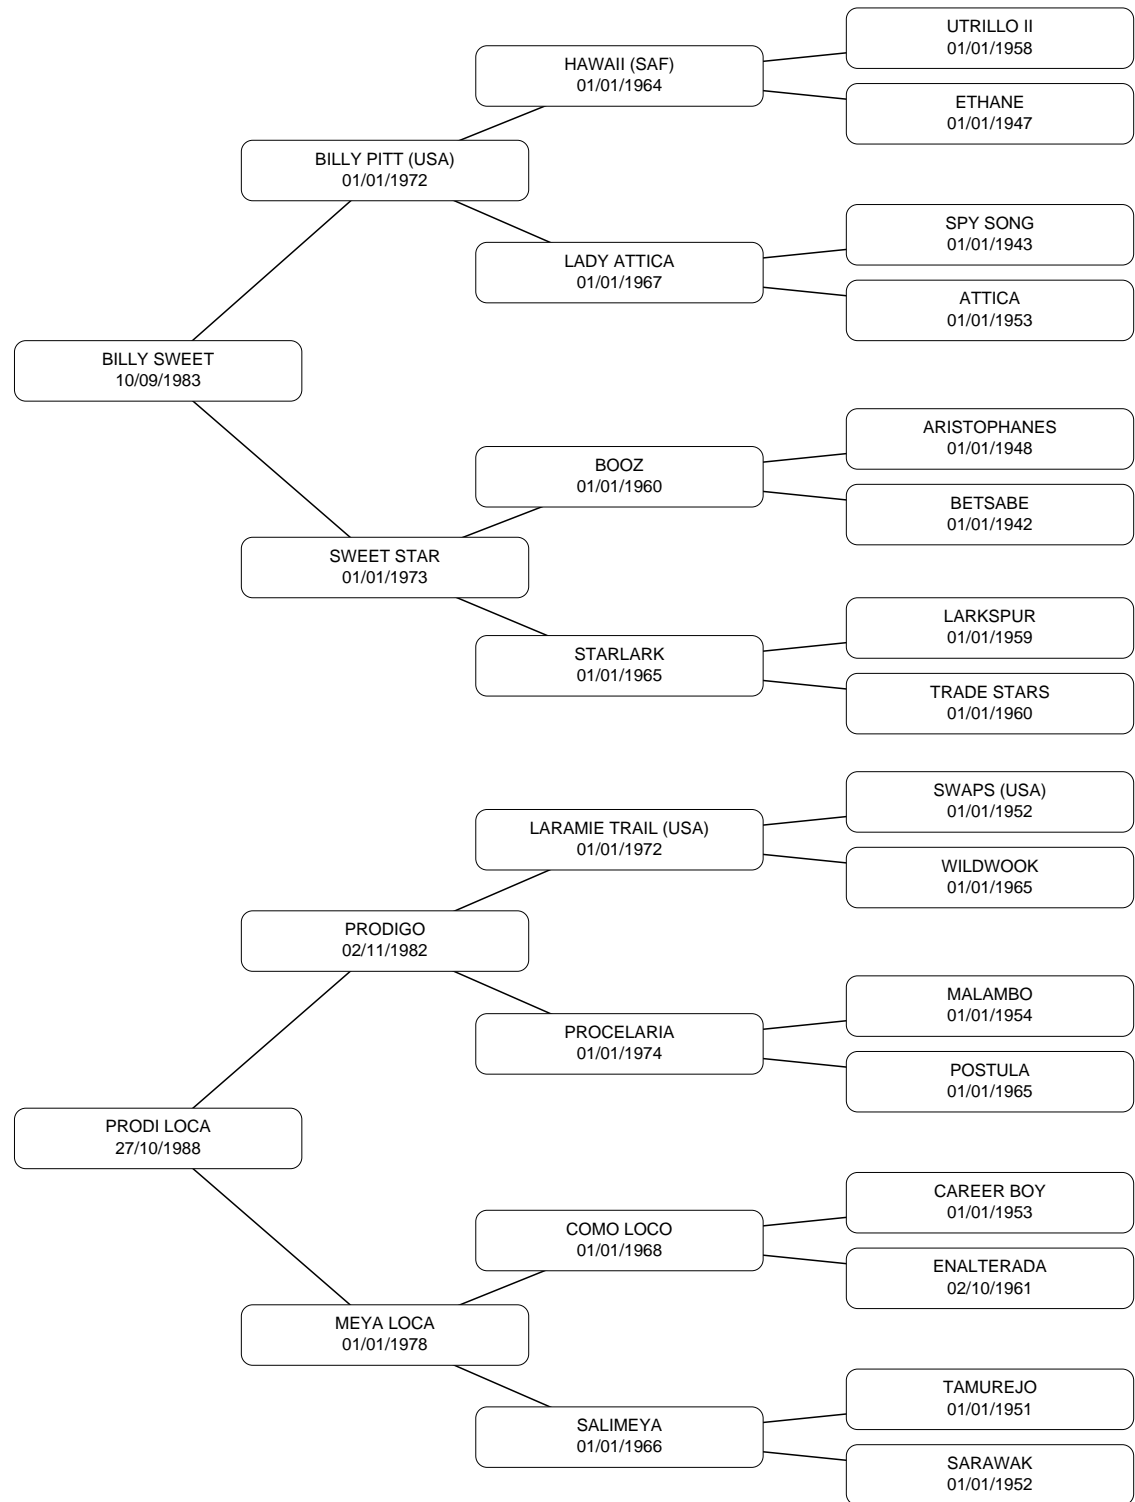 UTRILLO II
01/01/1958
HAWAII (SAF)
01/01/1964
ETHANE
01/01/1947
BILLY PITT (USA)
01/01/1972
SPY SONG
01/01/1943
LADY ATTICA
01/01/1967
ATTICA
01/01/1953
BILLY SWEET
10/09/1983
ARISTOPHANES
01/01/1948
BOOZ
01/01/1960
BETSABE
01/01/1942
SWEET STAR
01/01/1973
LARKSPUR
01/01/1959
STARLARK
01/01/1965
TRADE STARS
01/01/1960
SWAPS (USA)
01/01/1952
LARAMIE TRAIL (USA)
01/01/1972
WILDWOOK
01/01/1965
PRODIGO
02/11/1982
MALAMBO
01/01/1954
PROCELARIA
01/01/1974
POSTULA
01/01/1965
PRODI LOCA
27/10/1988
CAREER BOY
01/01/1953
COMO LOCO
01/01/1968
ENALTERADA
02/10/1961
MEYA LOCA
01/01/1978
TAMUREJO
01/01/1951
SALIMEYA
01/01/1966
SARAWAK
01/01/1952